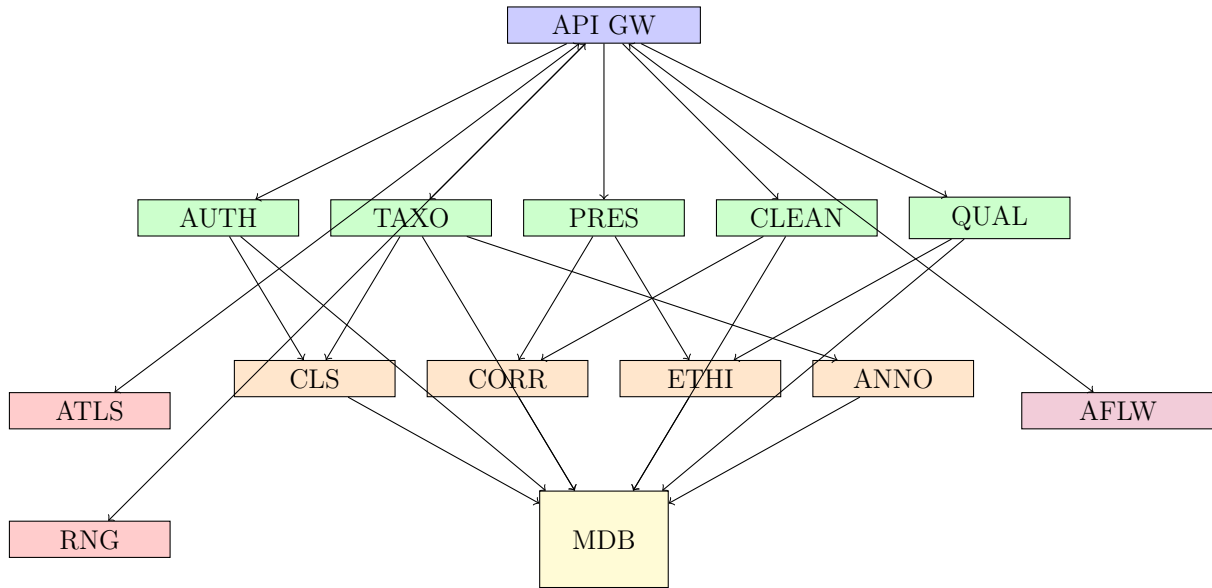 API GW
AUTH
TAXO
PRES
CLEAN
QUAL
CLS
CORR
ETHI
ANNO
ATLS
AFLW
RNG
MDB